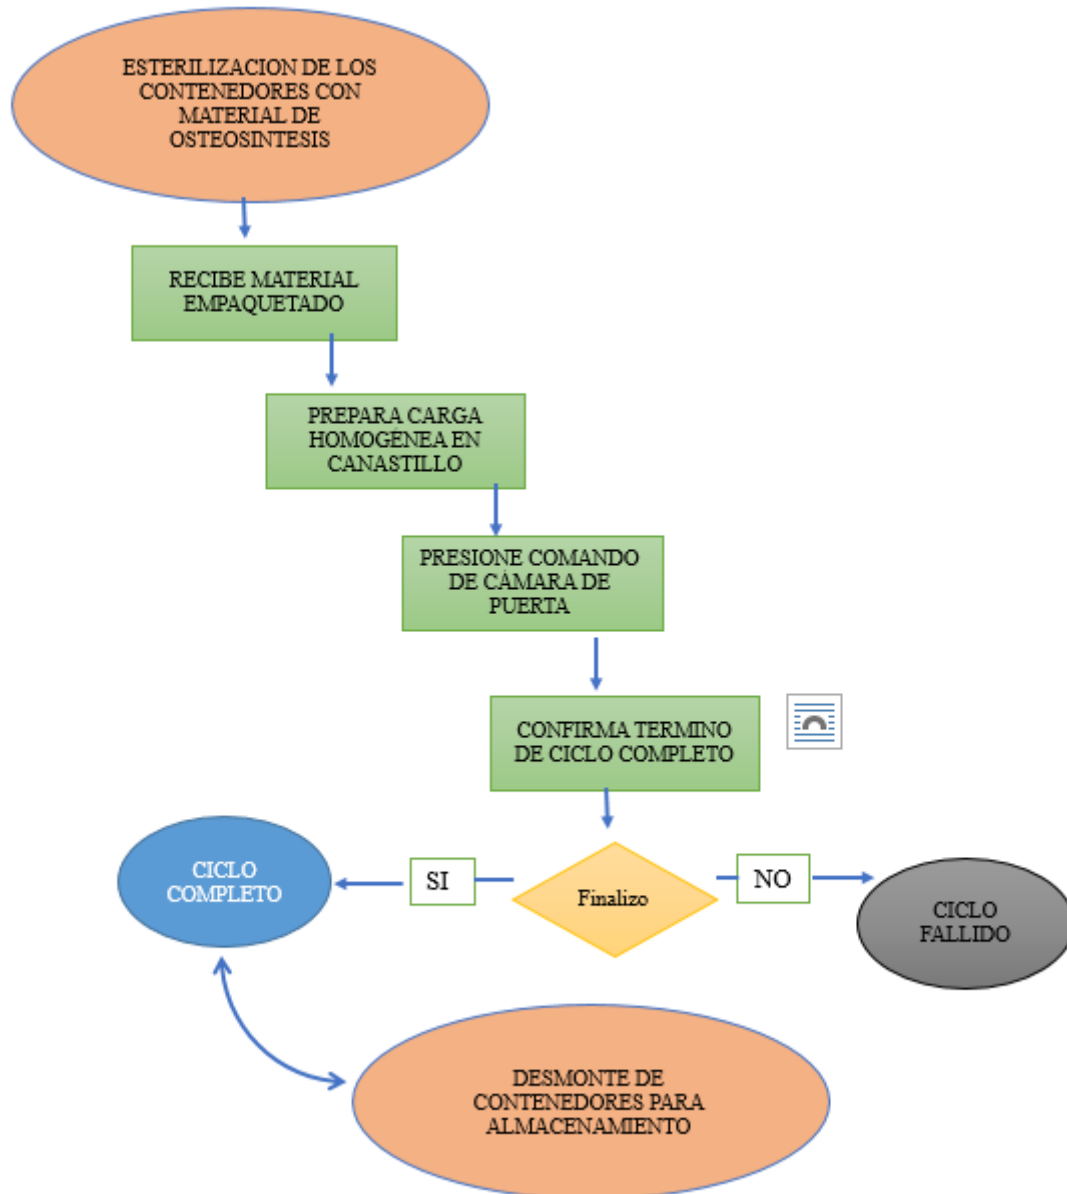 ESTERILIZACION DE LOS
CONTENEDORES CON
MATERIAL DE
OSTEOSINTESIS
RECIBE MATERIAL
EMPAQUETADO
PREPARA CARGA
HOMOGÉNEA EN
CANASTILLO
PRESIONE COMANDO
DE CÁMARA DE
PUERTA
CONFIRMA TERMINO
DE CICLO COMPLETO
CICLO
COMPLETO
SI
Finalizo
NO
CICLO
FALLIDO
DESMONTE DE
CONTENEDORES PARA
ALMACENAMIENTO